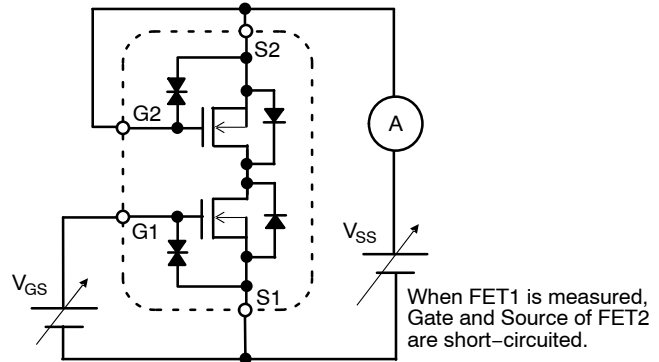 S2
G2
A
G1
VSS
VGS
S1
When FET1 is measured,
Gate and Source of FET2
are short−circuited.